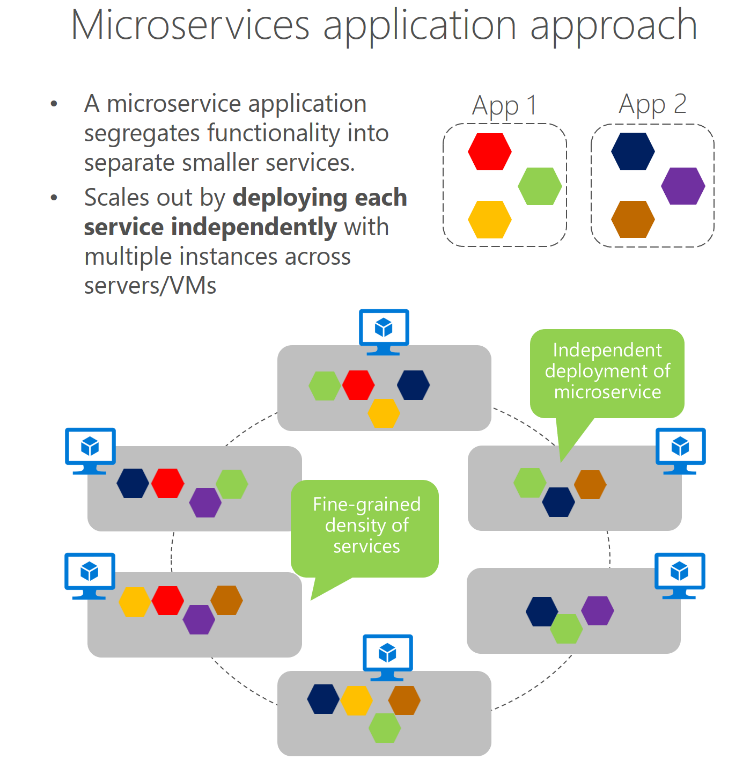 Microservices application approach
• A microservice application
segregates functionality into
separate smaller services.
• Scales out by deploying each
service independently with
multiple instances across
servers/VMs
App 1
App 2
Independent
deployment of
microservice
Fine-grained
density of
services